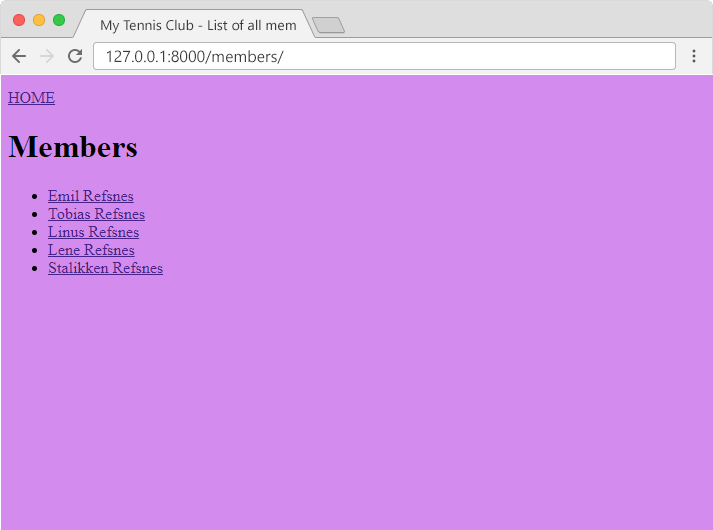 My Tennis Club - List of all mem
127.0.0.1:8000/members/
HOME
Members
Emil Refsnes
Tobias Refsnes
Linus Refsnes
Lene Refsnes
Stalikken Refsnes